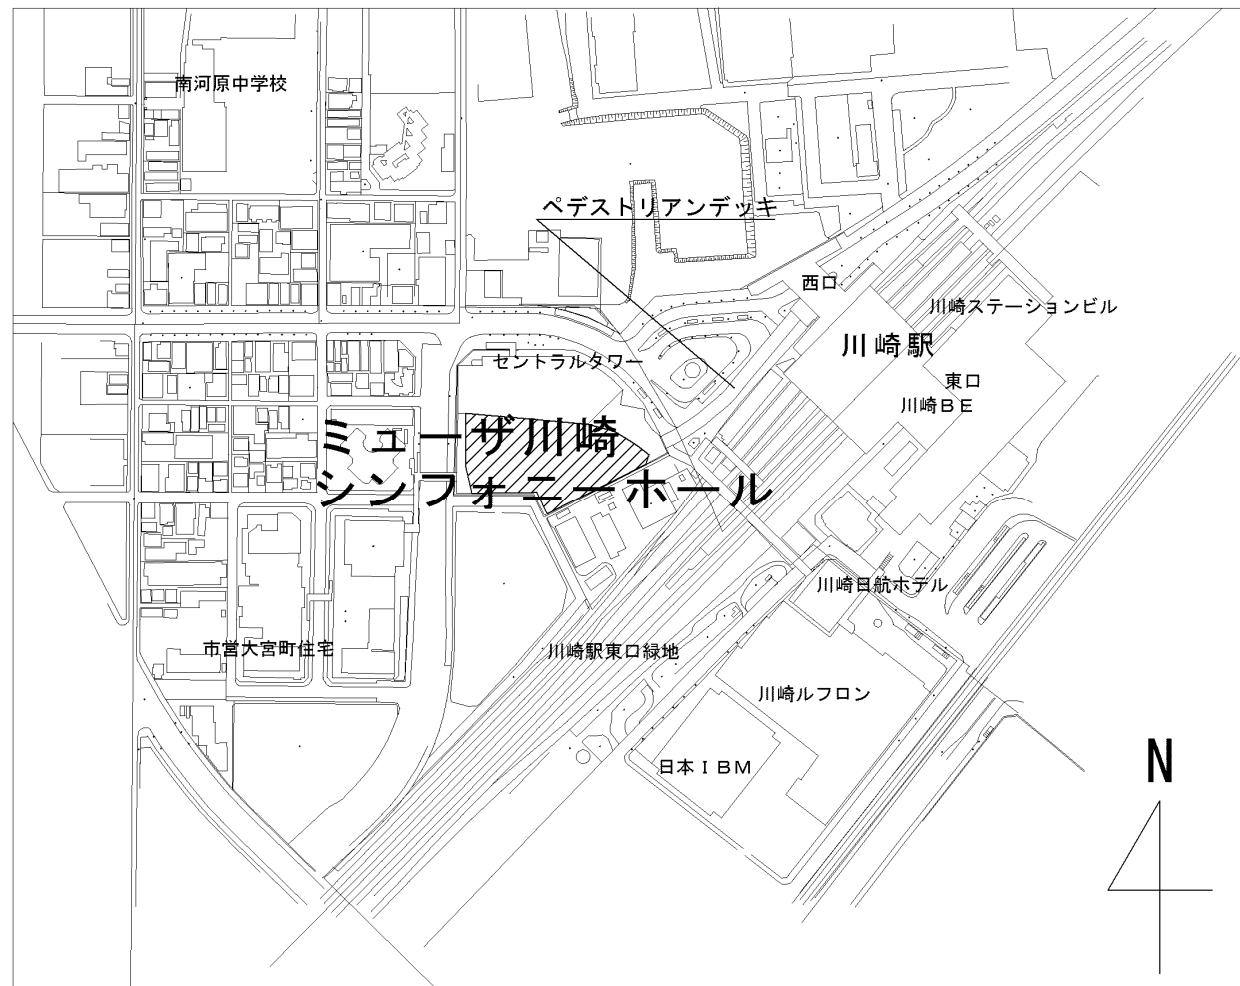 南河原中学校
ペデストリアンデッキ
西口
川崎ステーションビル
川崎駅
セントラルタワー
東口
川崎BE
ミューザ川崎
シンフォニーホール
川崎日航ホテル
市営大宮町住宅
川崎駅東口緑地
川崎ルフロン
日本IBM
N